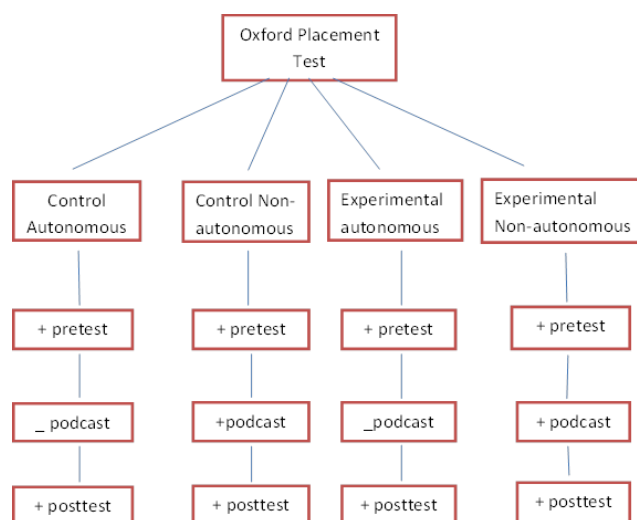 Oxford Placement
Test
Control
Autonomous
Control Non-
autonomous
Experimental
autonomous
Experimental
Non-autonomous
+ pretest
+ pretest
+ pretest
+ pretest
_ podcast
+podcast
_podcast
+ podcast
+ posttest
+ posttest
+ posttest
+ posttest